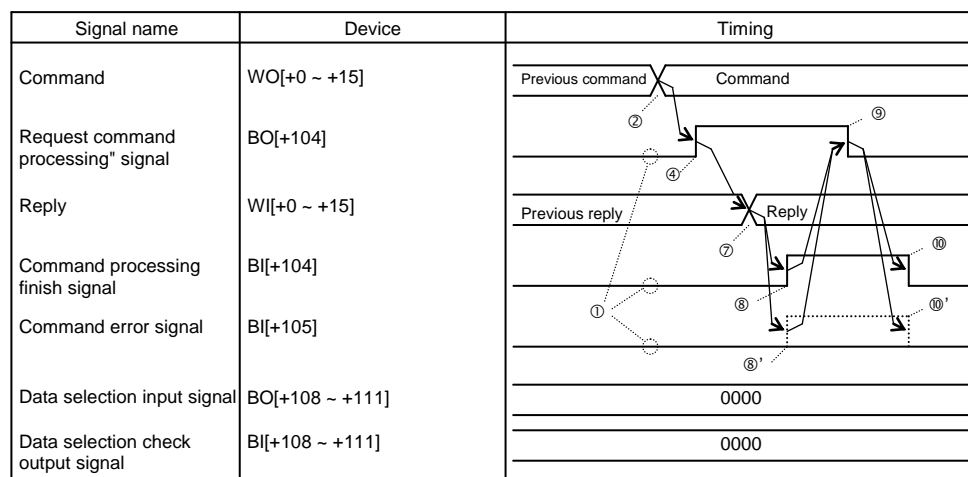 Signal name Device Timing
Command WO[+0 ~ +15] Previous command Command
②
Request command
processing" signal BO[+104] ⑨
④
Reply WI[+0 ~ +15] Previous reply Reply
⑦
Command processing
finish signal BI[+104] ⑩
① ⑧
Command error signal BI[+105] ⑩'
⑧'
Data selection input signal BO[+108 ~ +111] 0000
Data selection check
output signal BI[+108 ~ +111] 0000